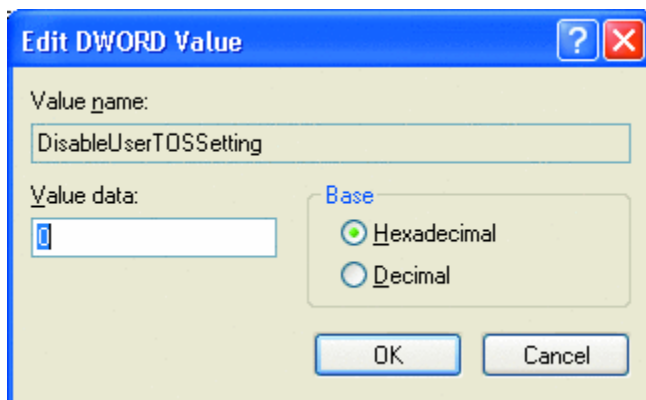 Edit DWORD Value
Value name:
DisableUserTOSSetting
Value data:
0
Base
Hexadecimal
Decimal
OK
Cancel